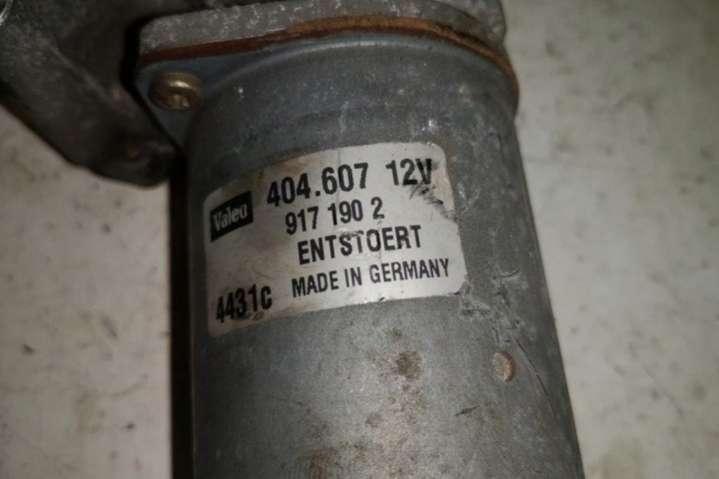 Valeo 404.607 12V
917 190 2
ENTSTOERT
4431c MADE IN GERMANY